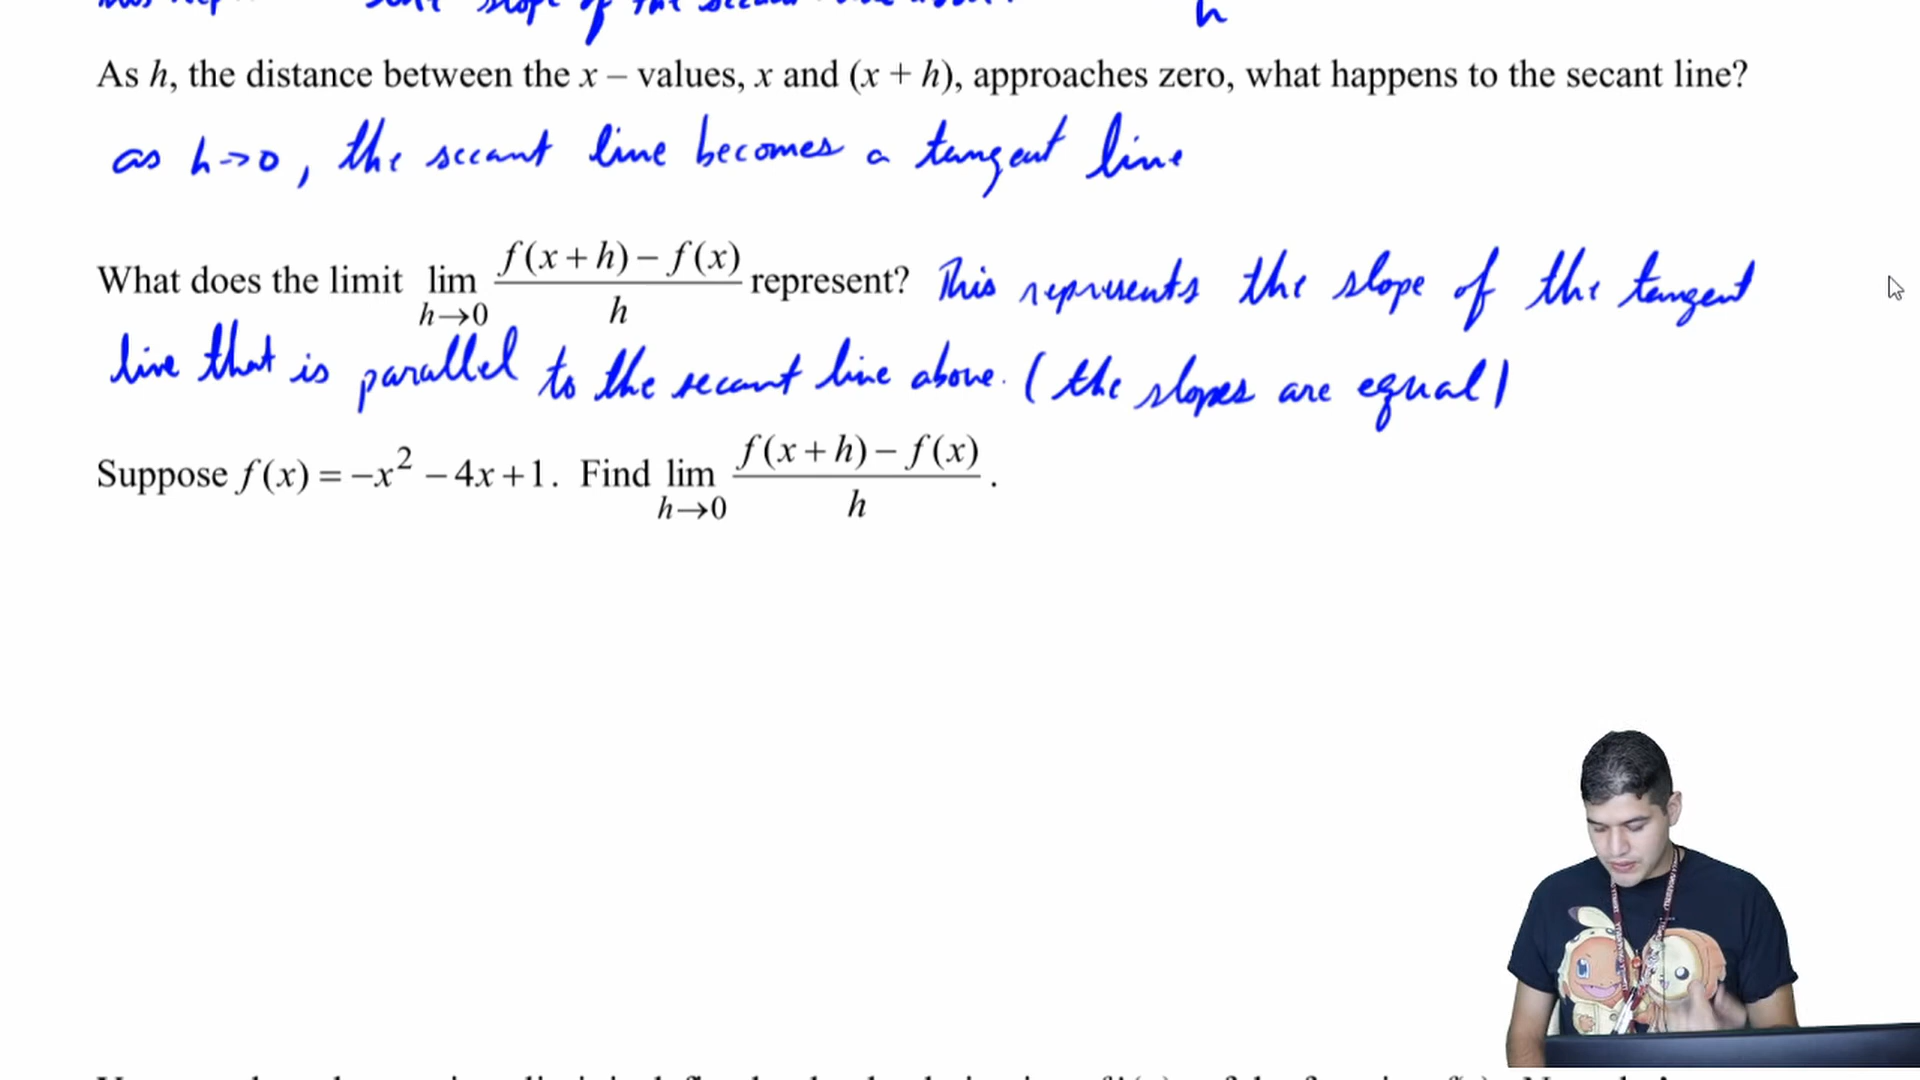 slope of the
h
As h, the distance between the x – values, x and (x + h), approaches zero, what happens to the secant line?
as h→0, the secant line becomes a tangent line
What does the limit lim h→0 f(x+h)−f(x) / h represent? This represents the slope of the tangent
line that is parallel to the secant line above. (the slopes are equal)
Suppose f(x) = −x² − 4x + 1. Find lim h→0 f(x+h)−f(x) / h .